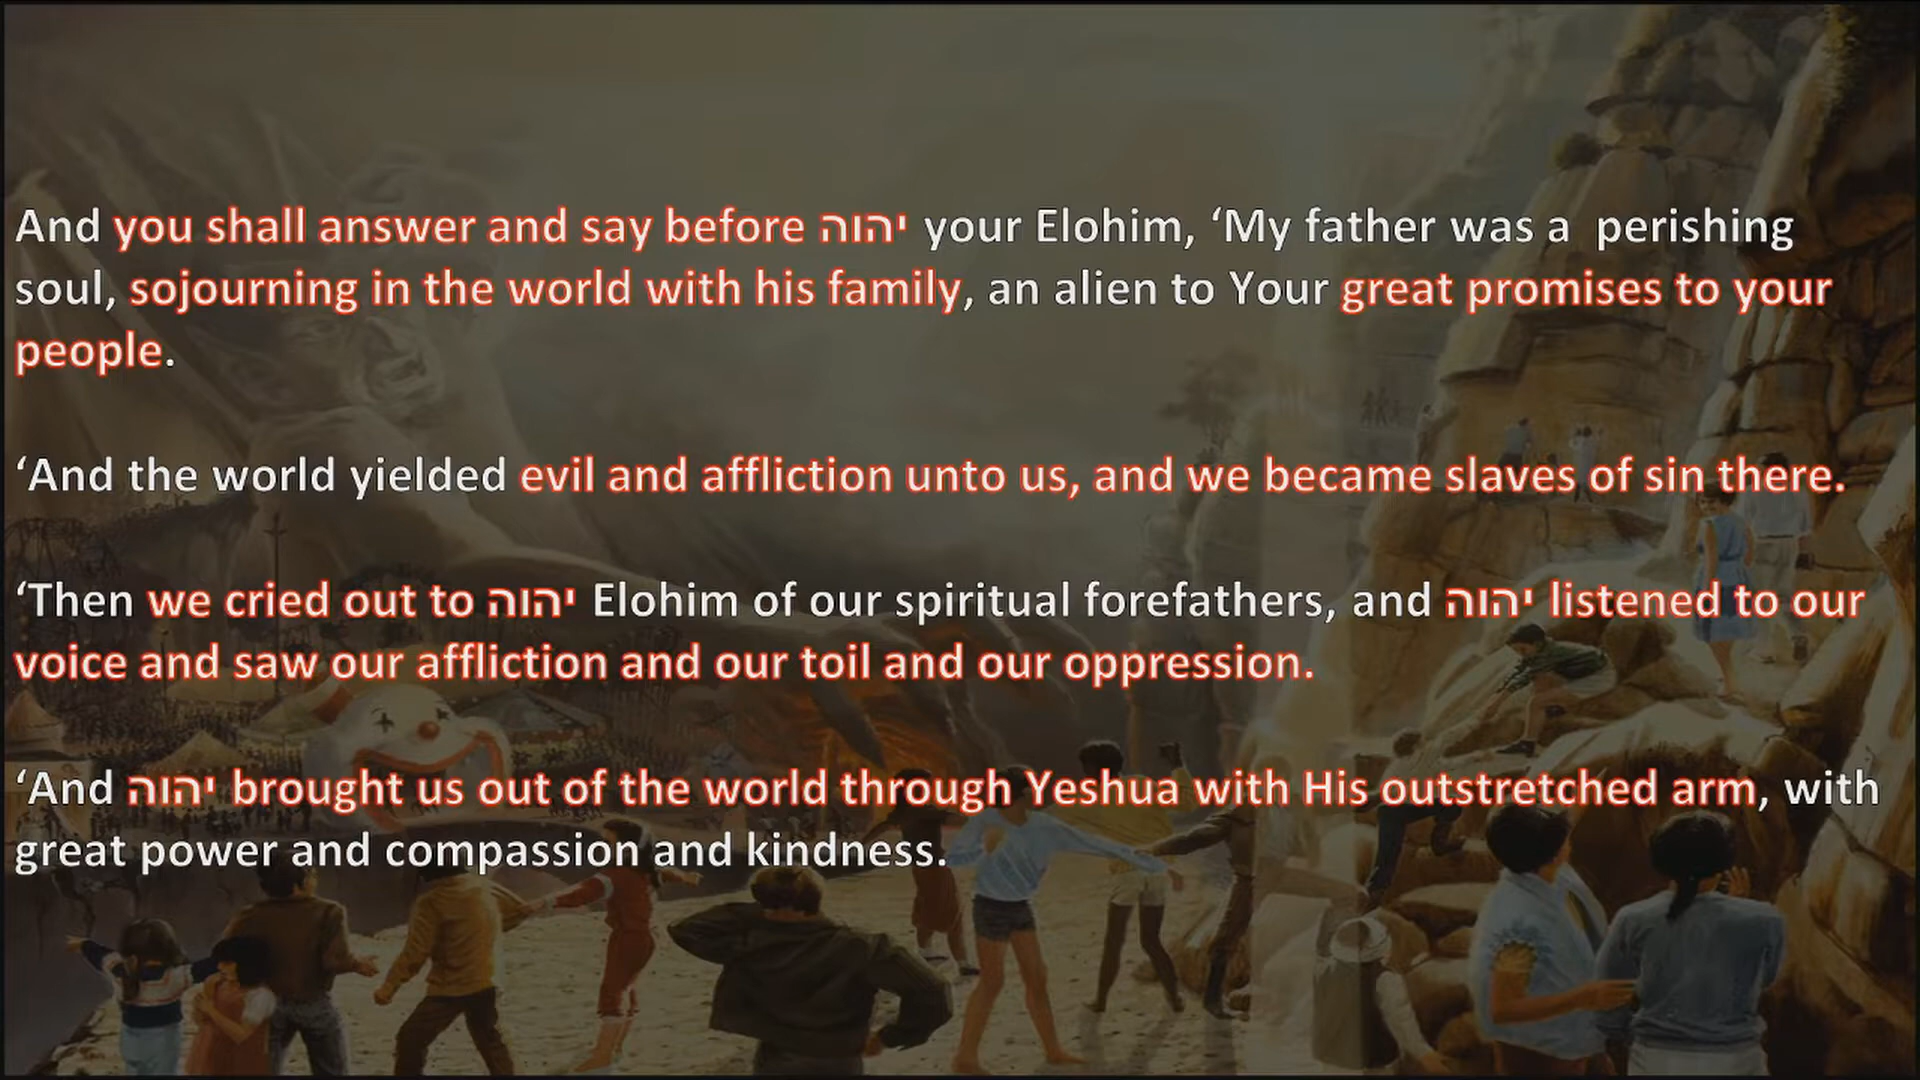 And you shall answer and say before יהוה your Elohim, ‘My father was a  perishing
soul, sojourning in the world with his family, an alien to Your great promises to your
people.
‘And the world yielded evil and affliction unto us, and we became slaves of sin there.
‘Then we cried out to יהוה Elohim of our spiritual forefathers, and יהוה listened to our
voice and saw our affliction and our toil and our oppression.
‘And יהוה brought us out of the world through Yeshua with His outstretched arm, with
great power and compassion and kindness.